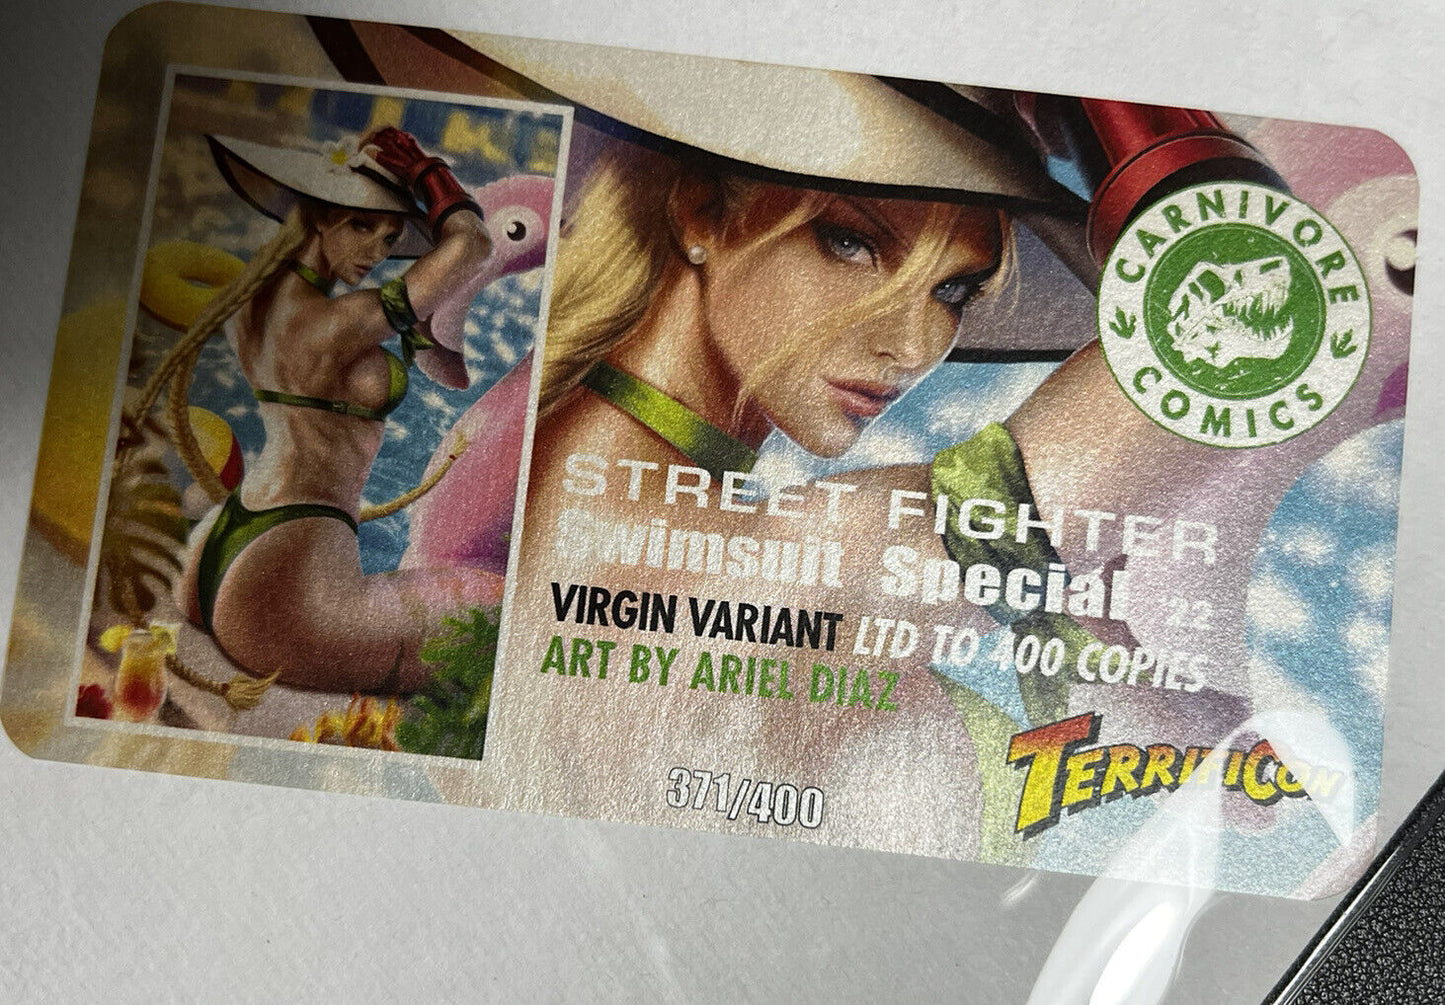 CARNIVORE
COMICS
STREET FIGHTER
Swimsuit Special '22
VIRGIN VARIANT LTD TO 400 COPIES
ART BY ARIEL DIAZ
371/400
TERRIFICON